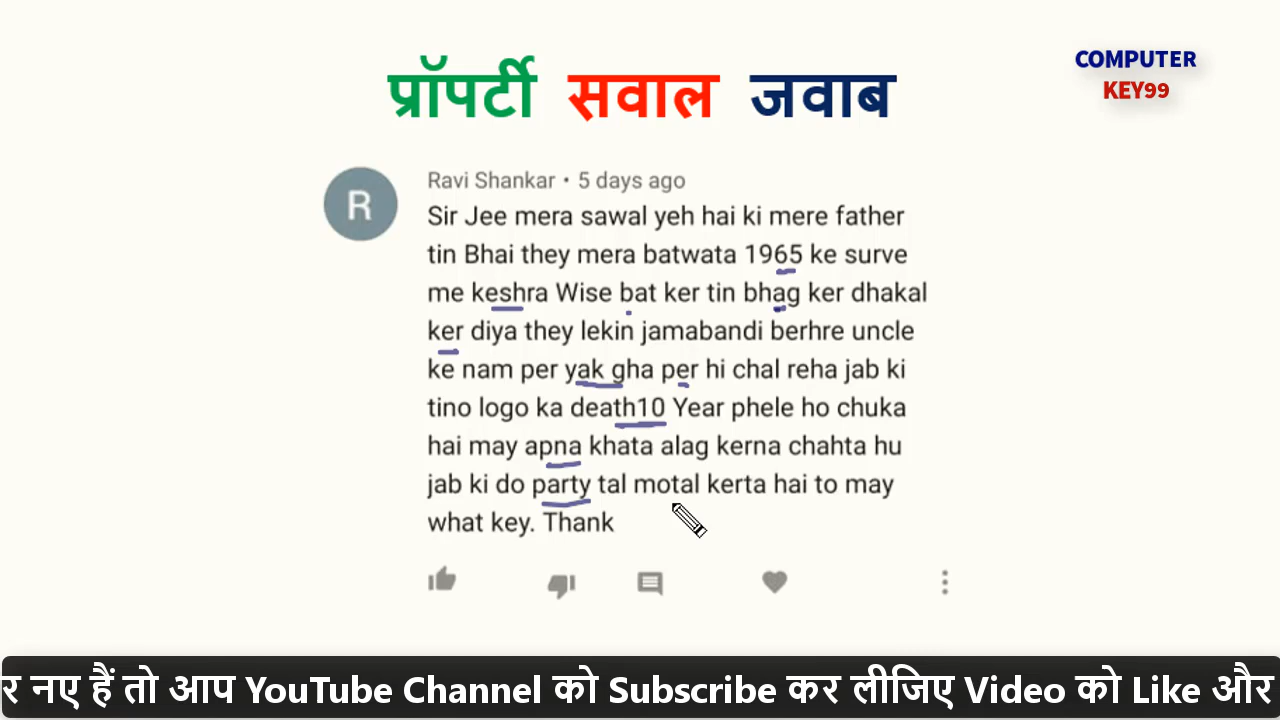 प्रॉपर्टी सवाल जवाब
COMPUTER
KEY99
R
Ravi Shankar • 5 days ago
Sir Jee mera sawal yeh hai ki mere father
tin Bhai they mera batwata 1965 ke surve
me keshra Wise bat ker tin bhag ker dhakal
ker diya they lekin jamabandi berhre uncle
ke nam per yak gha per hi chal reha jab ki
tino logo ka death10 Year phele ho chuka
hai may apna khata alag kerna chahta hu
jab ki do party tal motal kerta hai to may
what key. Thank
र नए हैं तो आप YouTube Channel को Subscribe कर लीजिए Video को Like और